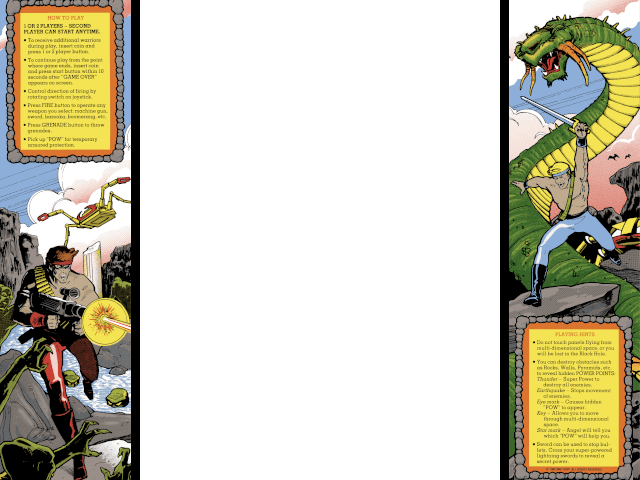 HOW TO PLAY
1 OR 2 PLAYERS – SECOND
PLAYER CAN START ANYTIME.
• To receive additional warriors
during play, insert coin and
press 1 or 2 player button.
• To continue play from the point
where game ends, insert coin
and press start button within 10
seconds after "GAME OVER"
appears on screen.
• Control direction of firing by
rotating switch on joystick.
• Press FIRE button to operate any
weapon you select: machine gun,
sword, bazooka, boomerang, etc.
• Press GRENADE button to throw
grenades.
• Pick up "POW" for temporary
armored protection.
PLAYING HINTS
• Do not touch panels flying from
multi-dimensional space, or you
will be lost in the Black Hole.
• You can destroy obstacles such
as Rocks, Walls, Pyramids, etc.
to reveal hidden POWER POINTS.
Thunder – Super Power to
destroy all enemies.
Earthquake – Stops movement
of enemies.
Eye mark – Causes hidden
"POW" to appear.
Key – Allows you to move
through multi-dimensional
space.
Star mark – Angel will tell you
which "POW" will help you.
• Sword can be used to stop bul-
lets. Cross your super-powered
lightning swords to reveal a
secret power.